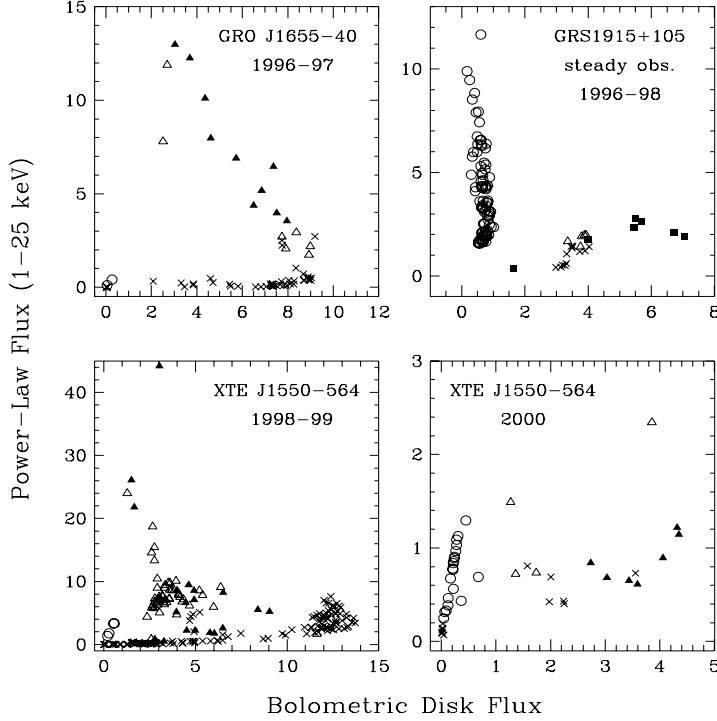 GRO J1655-40
1996-97
15
10
5
0
0 2 4 6 8 10 12
GRS1915+105
steady obs.
1996-98
10
5
0
0 2 4 6 8
XTE J1550-564
1998-99
40
30
20
10
0
0 5 10 15
XTE J1550-564
2000
3
2
1
0
0 1 2 3 4 5
Power-Law Flux (1-25 keV)
Bolometric Disk Flux